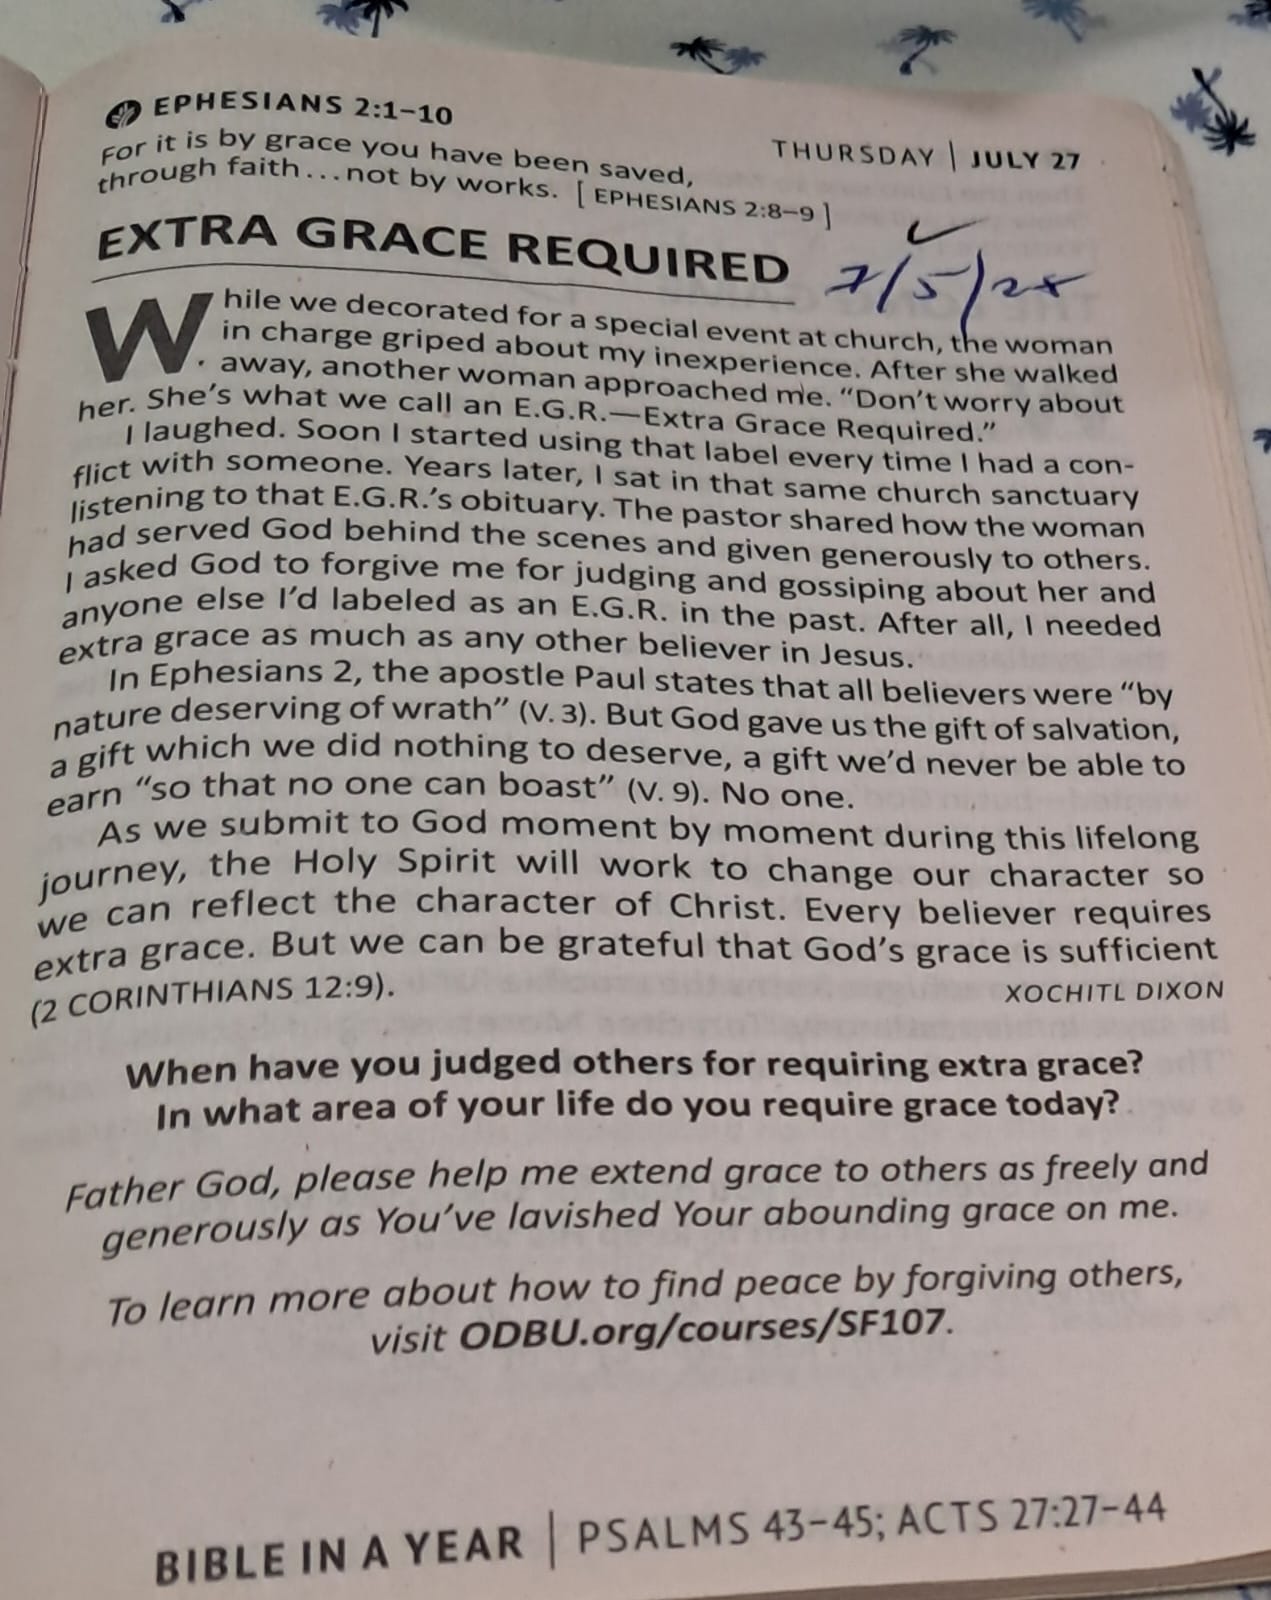 EPHESIANS 2:1–10
THURSDAY | JULY 27
For it is by grace you have been saved,
through faith...not by works. [ EPHESIANS 2:8–9 ]
EXTRA GRACE REQUIRED
While we decorated for a special event at church, the woman
in charge griped about my inexperience. After she walked
away, another woman approached me. “Don’t worry about
her. She’s what we call an E.G.R.—Extra Grace Required.”
I laughed. Soon I started using that label every time I had a con-
flict with someone. Years later, I sat in that same church sanctuary
listening to that E.G.R.’s obituary. The pastor shared how the woman
had served God behind the scenes and given generously to others.
I asked God to forgive me for judging and gossiping about her and
anyone else I’d labeled as an E.G.R. in the past. After all, I needed
extra grace as much as any other believer in Jesus.
In Ephesians 2, the apostle Paul states that all believers were “by
nature deserving of wrath” (V. 3). But God gave us the gift of salvation,
a gift which we did nothing to deserve, a gift we’d never be able to
earn “so that no one can boast” (V. 9). No one.
As we submit to God moment by moment during this lifelong
journey, the Holy Spirit will work to change our character so
we can reflect the character of Christ. Every believer requires
extra grace. But we can be grateful that God’s grace is sufficient
(2 CORINTHIANS 12:9).
XOCHITL DIXON
When have you judged others for requiring extra grace?
In what area of your life do you require grace today?
Father God, please help me extend grace to others as freely and
generously as You’ve lavished Your abounding grace on me.
To learn more about how to find peace by forgiving others,
visit ODBU.org/courses/SF107.
BIBLE IN A YEAR | PSALMS 43–45; ACTS 27:27–44